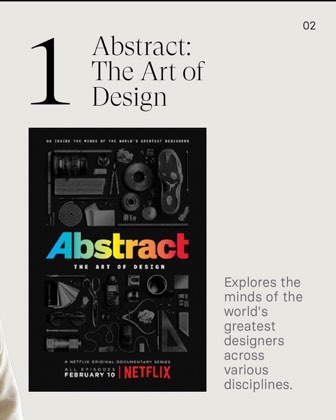 02
1
Abstract:
The Art of
Design
GO INSIDE THE MINDS OF THE WORLD'S GREATEST DESIGNERS
Abstract
THE ART OF DESIGN
A NETFLIX ORIGINAL DOCUMENTARY SERIES
ALL EPISODES
FEBRUARY 10
NETFLIX
Explores the
minds of the
world's
greatest
designers
across
various
disciplines.